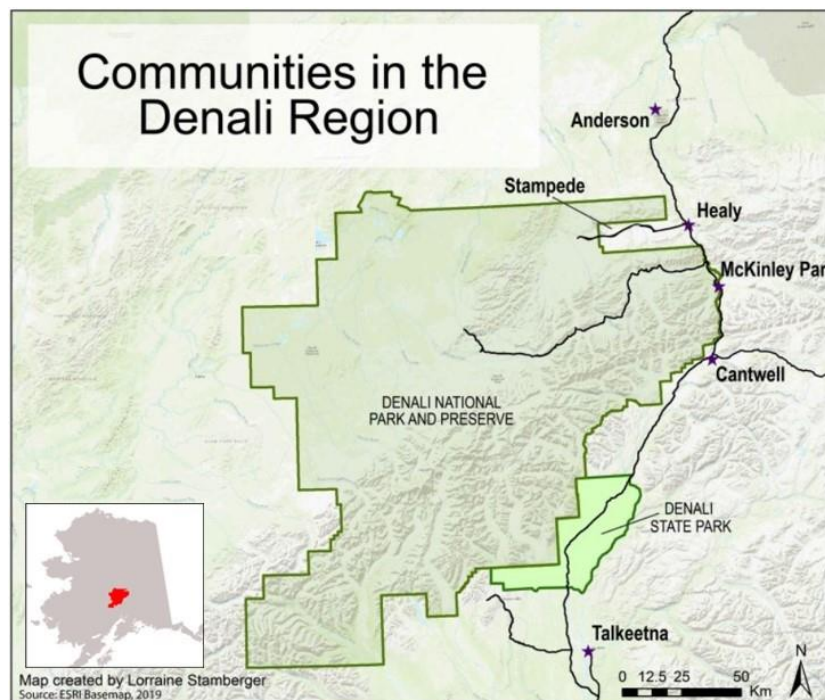 Communities in the
Denali Region
Anderson
Stampede
Healy
McKinley Par
Cantwell
DENALI NATIONAL
PARK AND PRESERVE
DENALI
STATE PARK
Talkeetna
N
0 12.5 25 50
Km
Map created by Lorraine Stamberger
Source: ESRI Basemap, 2019